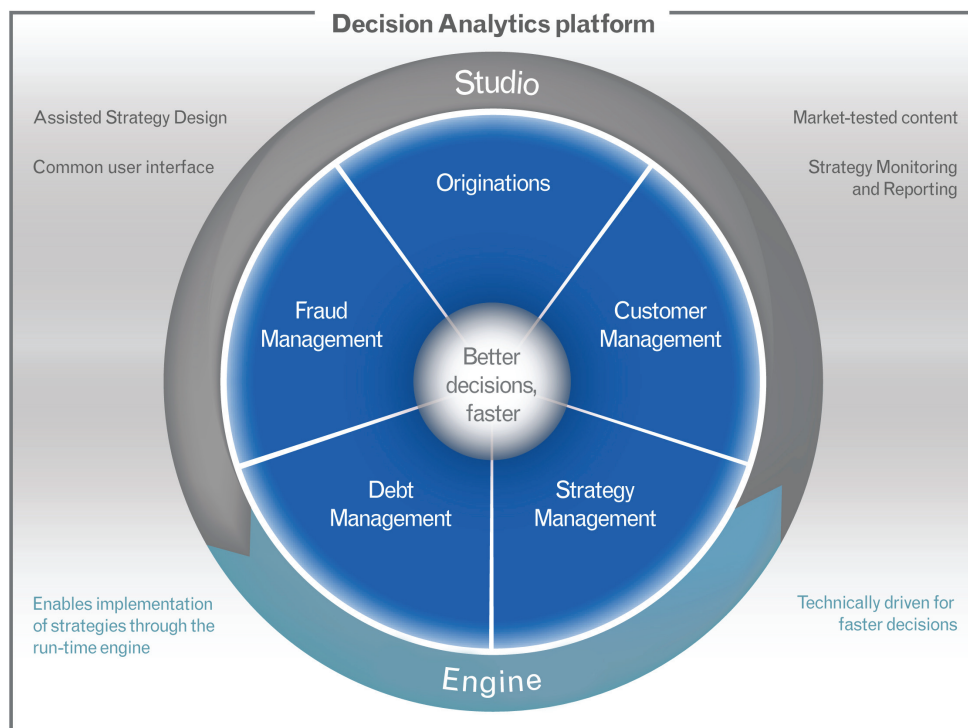 Decision Analytics platform
Studio
Assisted Strategy Design
Common user interface
Market-tested content
Strategy Monitoring
and Reporting
Originations
Fraud
Management
Customer
Management
Better
decisions,
faster
Debt
Management
Strategy
Management
Enables implementation
of strategies through the
run-time engine
Technically driven for
faster decisions
Engine